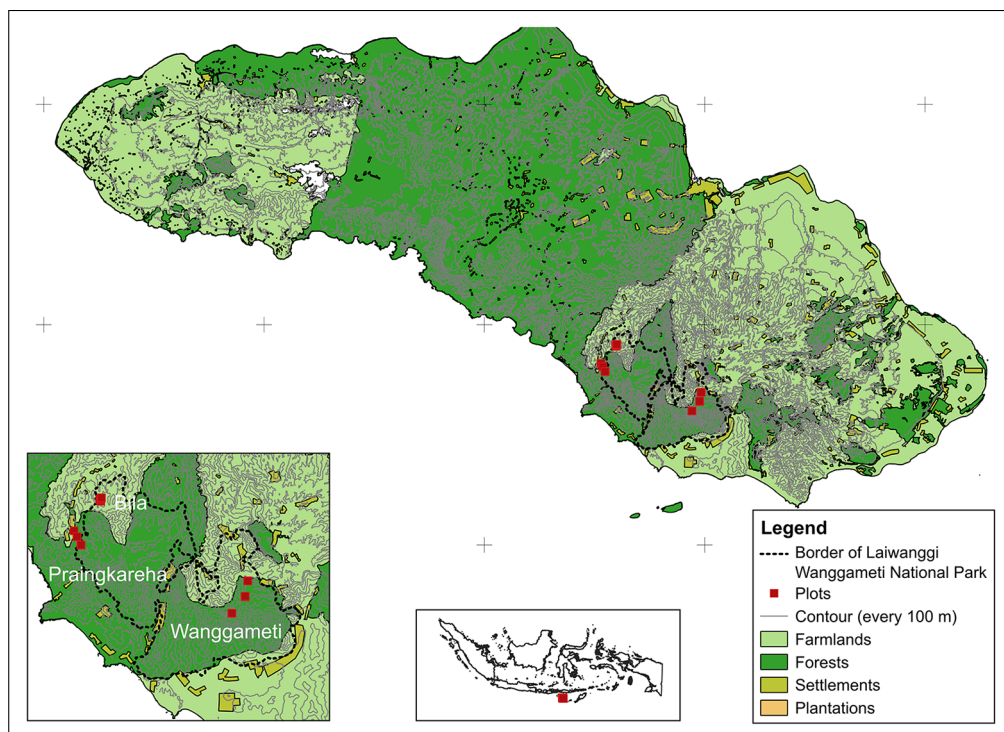 Bila
Praingkareha
Wanggameti
Legend
Border of Laiwanggi
Wanggameti National Park
Plots
Contour (every 100 m)
Farmlands
Forests
Settlements
Plantations